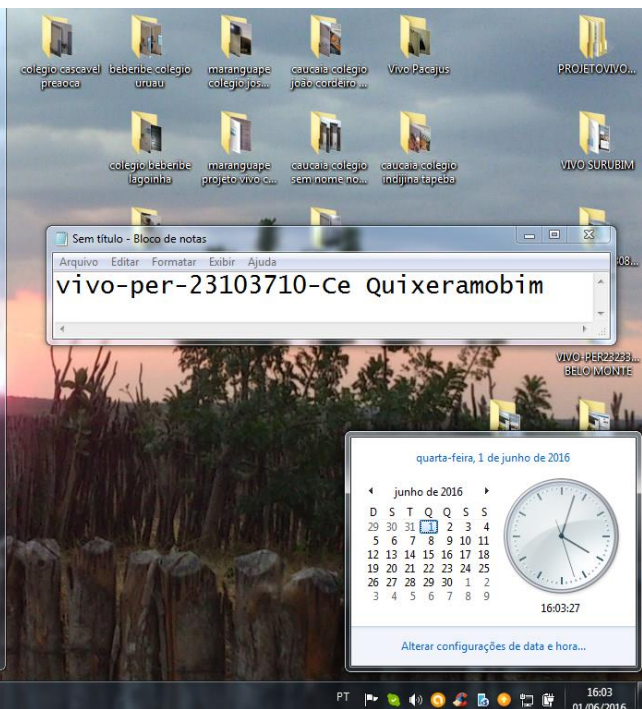 colegio cascavel preaoca
beberibe colegio uruau
maranguape colegio jos...
caucaia colégio joão cordeiro ...
Vivo Pacajus
PROJETOVIVO...
colegio beberibe lagoinha
maranguape projeto vivo c...
caucaia colegio sem nome no...
caucaia colegio indijina tapeba
VIVO SURUBIM
Sem título - Bloco de notas
Arquivo Editar Formatar Exibir Ajuda
vivo-per-23103710-Ce Quixeramobim
08...
VIVO-PER23233...
BELO MONTE
quarta-feira, 1 de junho de 2016
junho de 2016
D S T Q Q S S
29 30 31 1 2 3 4
5 6 7 8 9 10 11
12 13 14 15 16 17 18
19 20 21 22 23 24 25
26 27 28 29 30 1 2
3 4 5 6 7 8 9
16:03:27
Alterar configurações de data e hora...
PT
16:03
01/06/2016